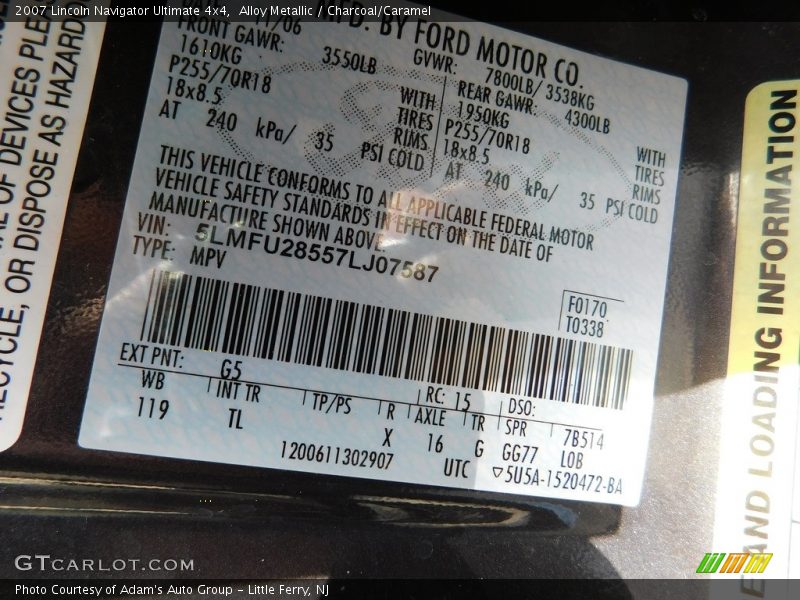 2007 Lincoln Navigator Ultimate 4x4, Alloy Metallic / Charcoal/Caramel
MFD. BY FORD MOTOR CO.
FRONT GAWR: 3550LB
1610KG
P255/70R18 WITH TIRES
18x8.5 RIMS
AT 240 kPa/ 35 PSI COLD
GVWR: 7800LB/ 3538KG
REAR GAWR: 4300LB
1950KG
P255/70R18 WITH TIRES
18x8.5 RIMS
AT 240 kPa/ 35 PSI COLD
THIS VEHICLE CONFORMS TO ALL APPLICABLE FEDERAL MOTOR
VEHICLE SAFETY STANDARDS IN EFFECT ON THE DATE OF
MANUFACTURE SHOWN ABOVE.
VIN: 5LMFU28557LJ07587
TYPE: MPV
F0170
T0338
EXT PNT: G5 RC: 15 DSO:
WB INT TR TP/PS R AXLE TR SPR 7B514
119 TL X 16 G GG77 L0B
1200611302907 UTC ▽5U5A-1520472-BA
AL OF DEVICES PLEA
RECYCLE, OR DISPOSE AS HAZARDO
E AND LOADING INFORMATION
GTCARLOT.COM
Photo Courtesy of Adam's Auto Group – Little Ferry, NJ